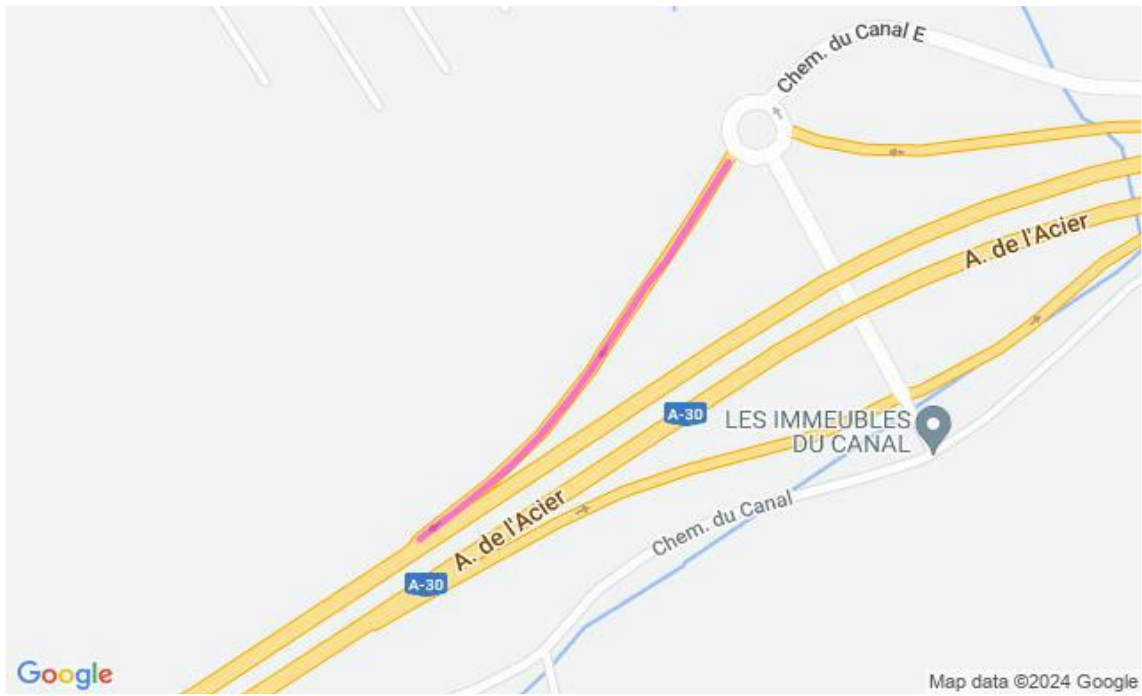 Chem. du Canal E
A. de l'Acier
A-30
LES IMMEUBLES
DU CANAL
A. de l'Acier
Chem. du Canal
A-30
Google
Map data ©2024 Google